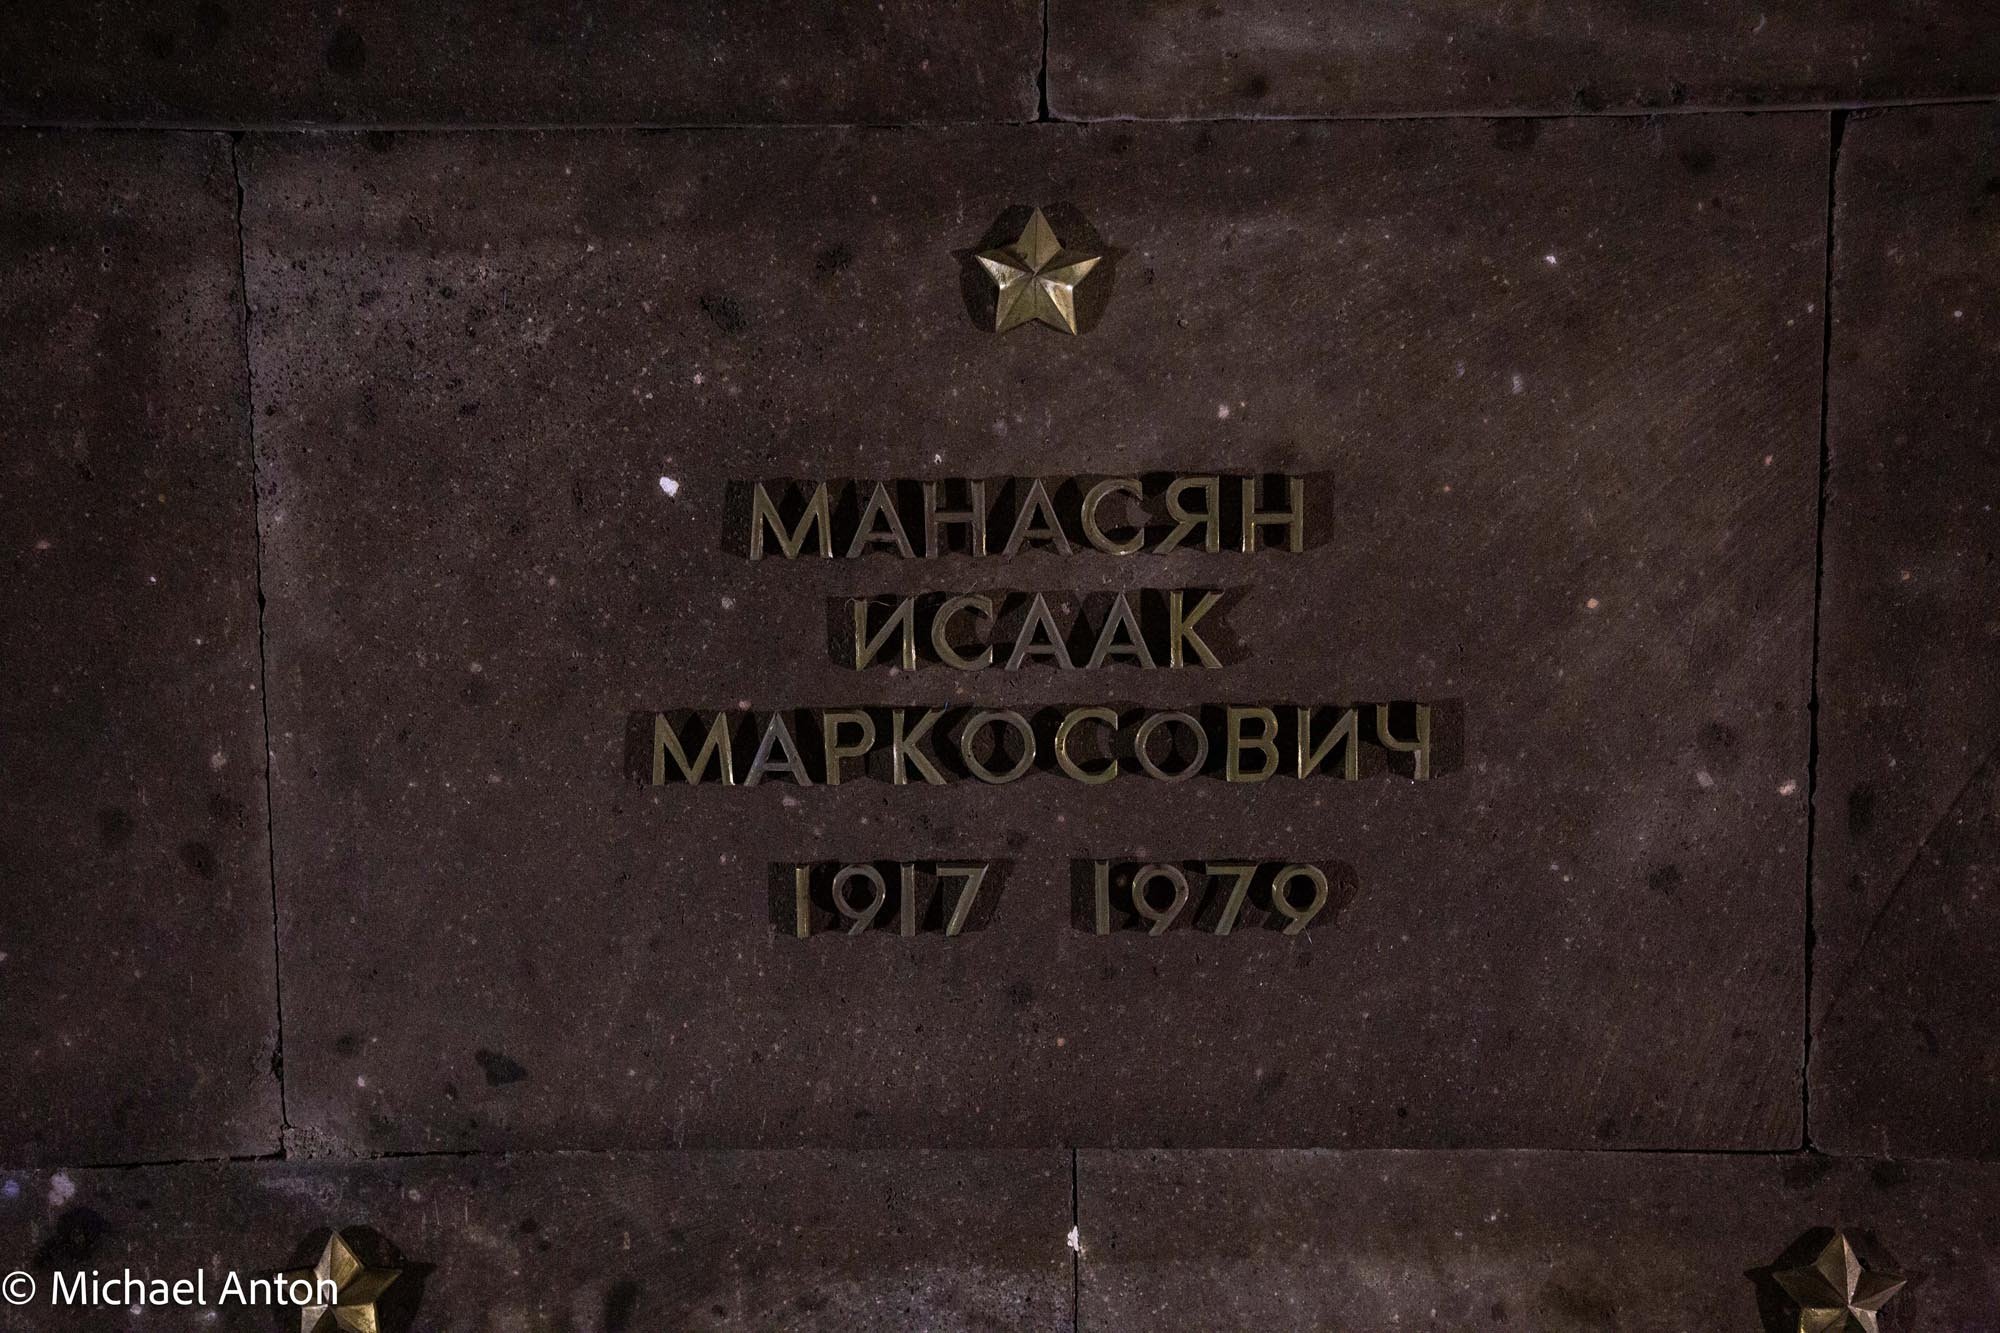 МАНАСЯН
ИСААК
МАРКОСОВИЧ
1917 1979
© Michael Anton